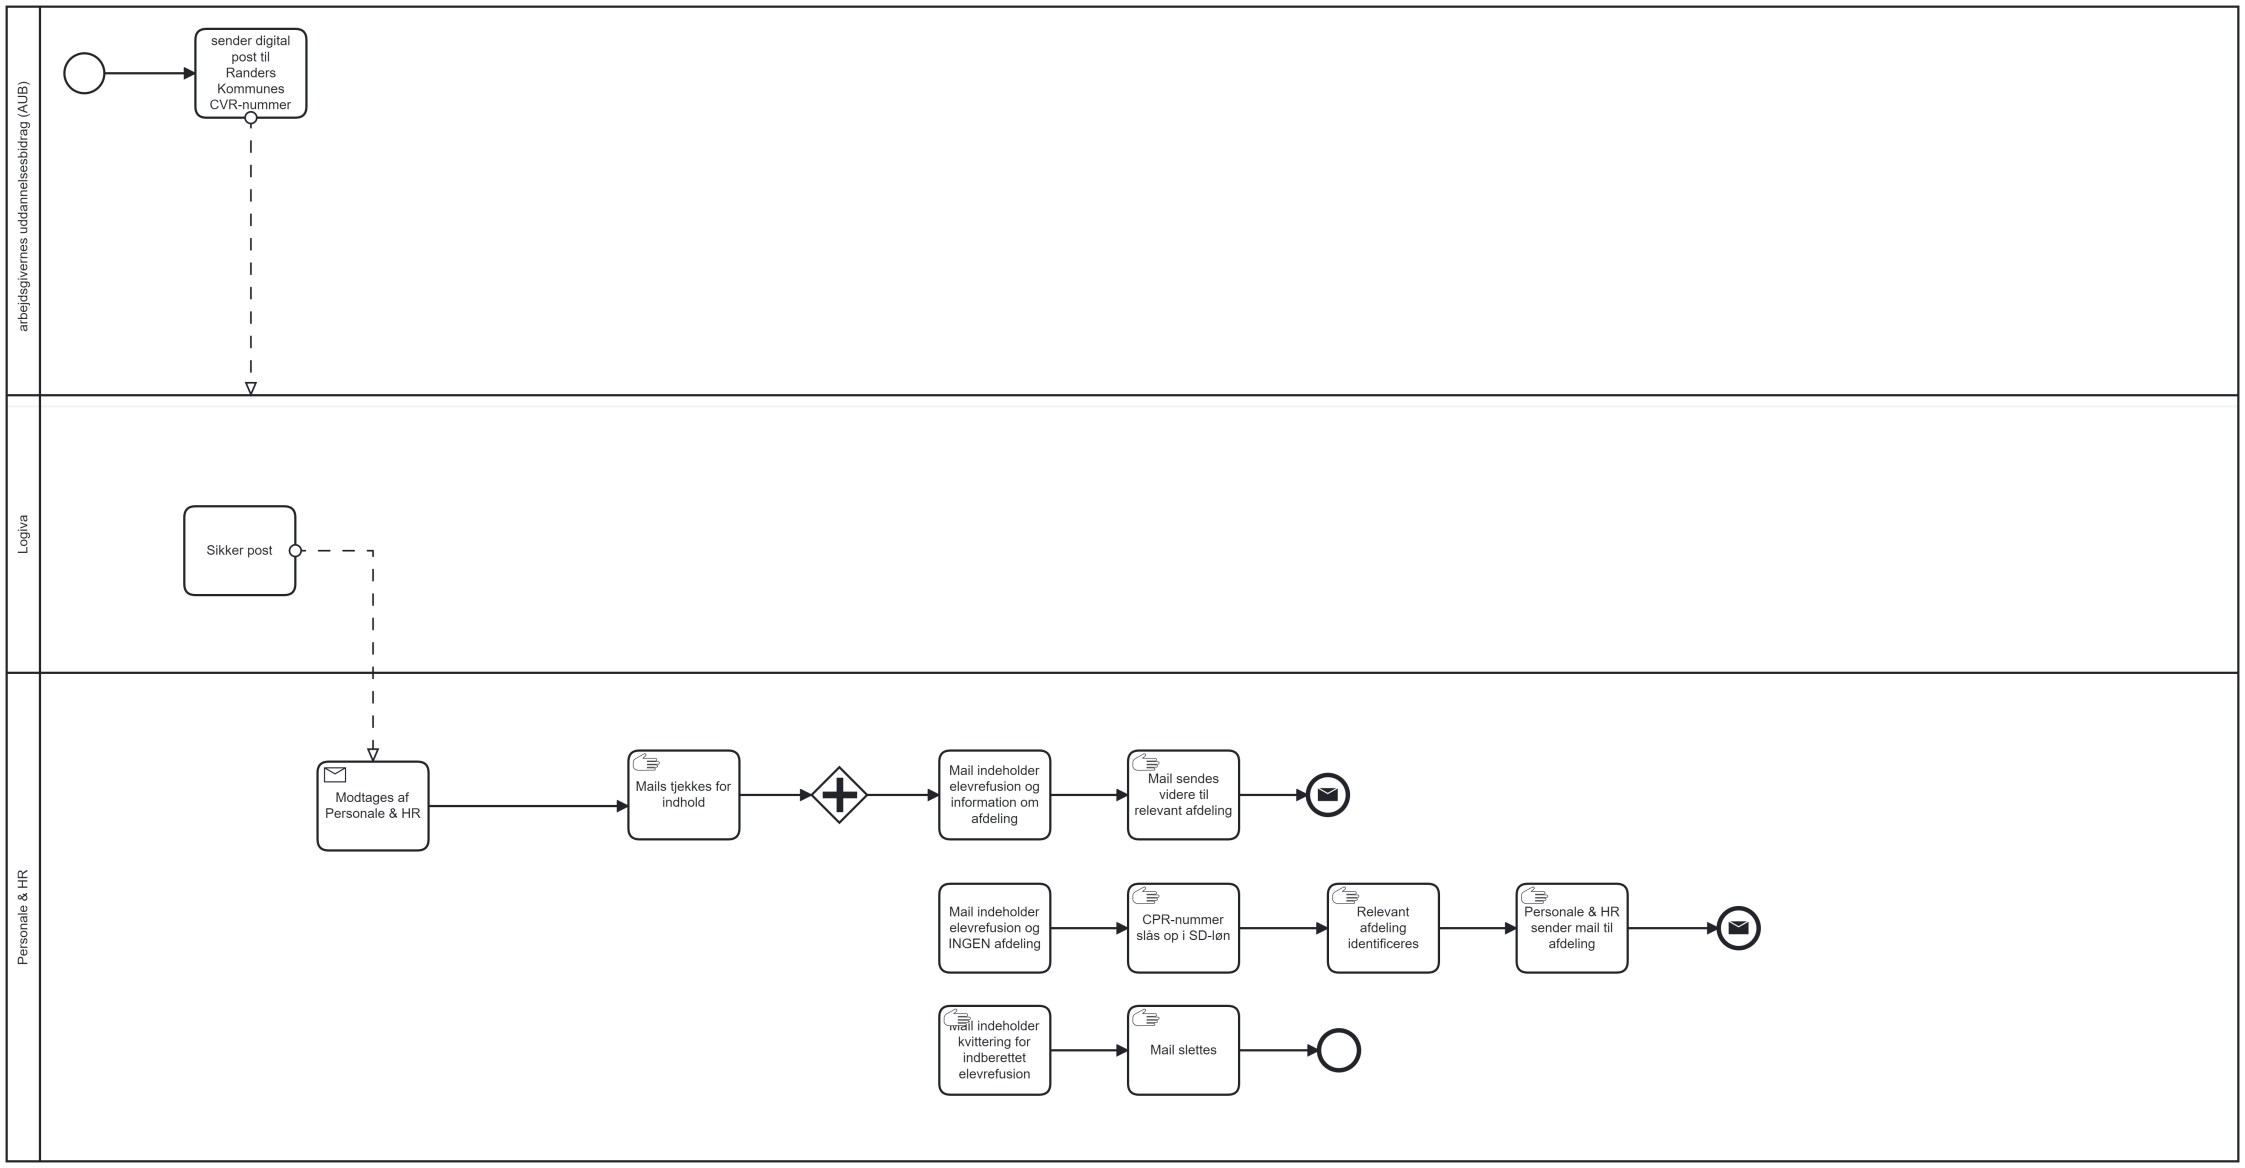 arbejdsgivernes uddannelsesbidrag (AUB)
sender digital
post til
Randers
Kommunes
CVR-nummer
Logiva
Sikker post
Personale & HR
Modtages af
Personale & HR
Mails tjekkes for
indhold
Mail indeholder
elevrefusion og
information om
afdeling
Mail sendes
videre til
relevant afdeling
Mail indeholder
elevrefusion og
INGEN afdeling
CPR-nummer
slås op i SD-løn
Relevant
afdeling
identificeres
Personale & HR
sender mail til
afdeling
Mail indeholder
kvittering for
indberettet
elevrefusion
Mail slettes